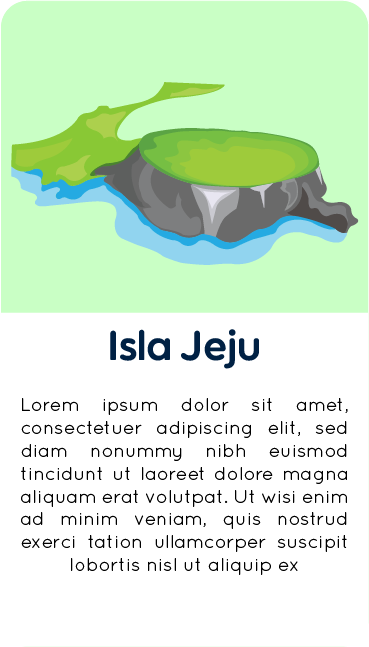 Isla Jeju
Lorem ipsum dolor sit amet,
consectetuer adipiscing elit, sed
diam nonummy nibh euismod
tincidunt ut laoreet dolore magna
aliquam erat volutpat. Ut wisi enim
ad minim veniam, quis nostrud
exerci tation ullamcorper suscipit
lobortis nisl ut aliquip ex